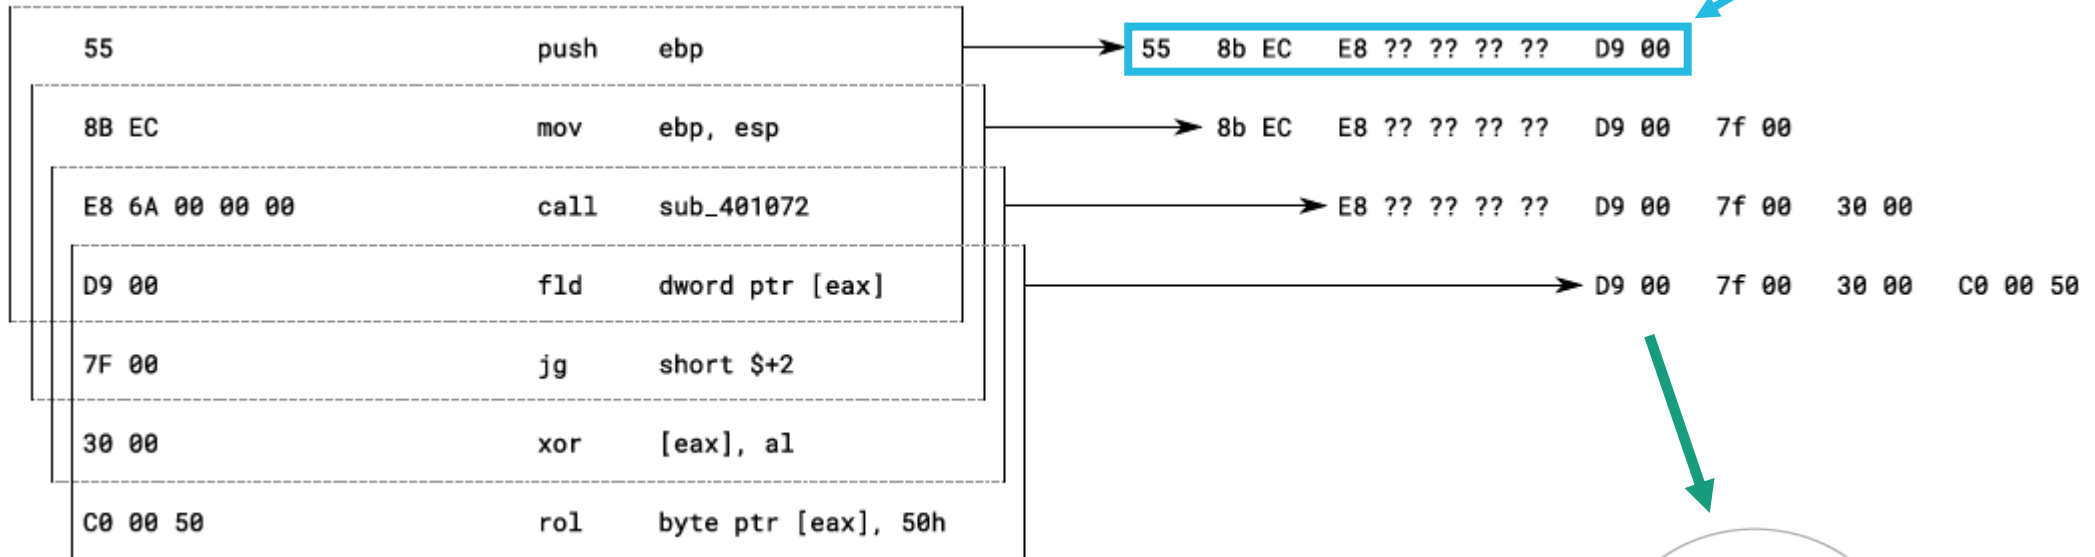 55 push ebp 55 8b EC E8 ?? ?? ?? ?? D9 00
8B EC mov ebp, esp 8b EC E8 ?? ?? ?? ?? D9 00 7f 00
E8 6A 00 00 00 call sub_401072 E8 ?? ?? ?? ?? D9 00 7f 00 30 00
D9 00 fld dword ptr [eax] D9 00 7f 00 30 00 C0 00 50
7F 00 jg short $+2
30 00 xor [eax], al
C0 00 50 rol byte ptr [eax], 50h